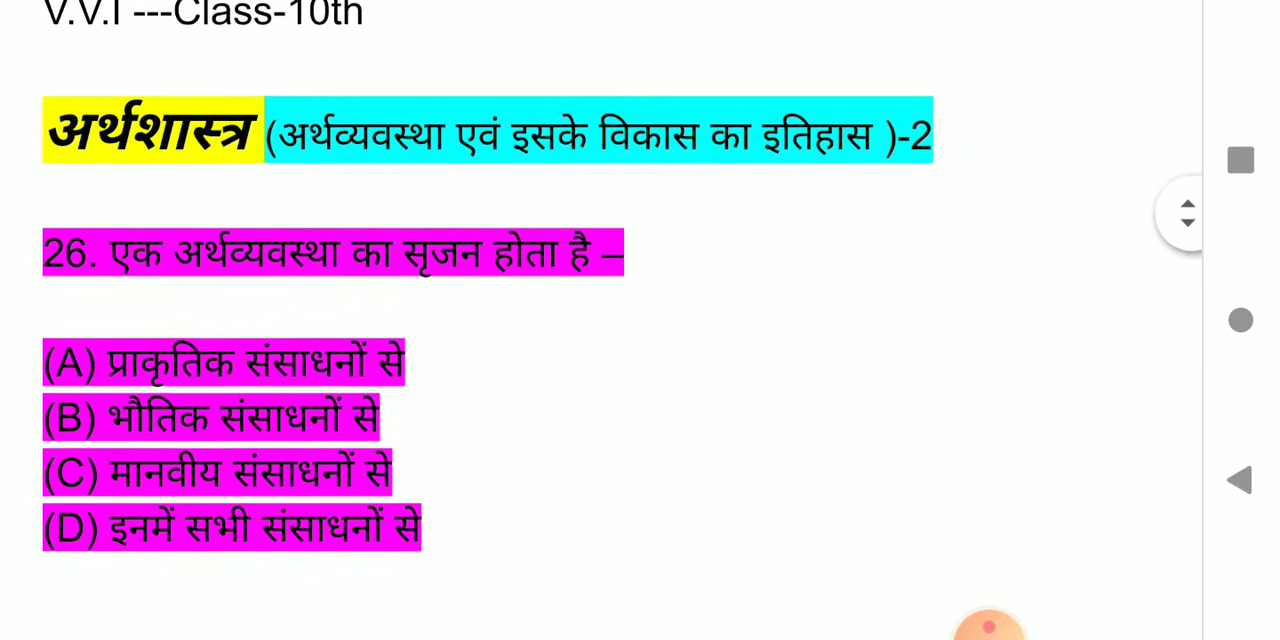 V.V.I ---Class-10th
अर्थशास्त्र (अर्थव्यवस्था एवं इसके विकास का इतिहास )-2
26. एक अर्थव्यवस्था का सृजन होता है –
(A) प्राकृतिक संसाधनों से
(B) भौतिक संसाधनों से
(C) मानवीय संसाधनों से
(D) इनमें सभी संसाधनों से